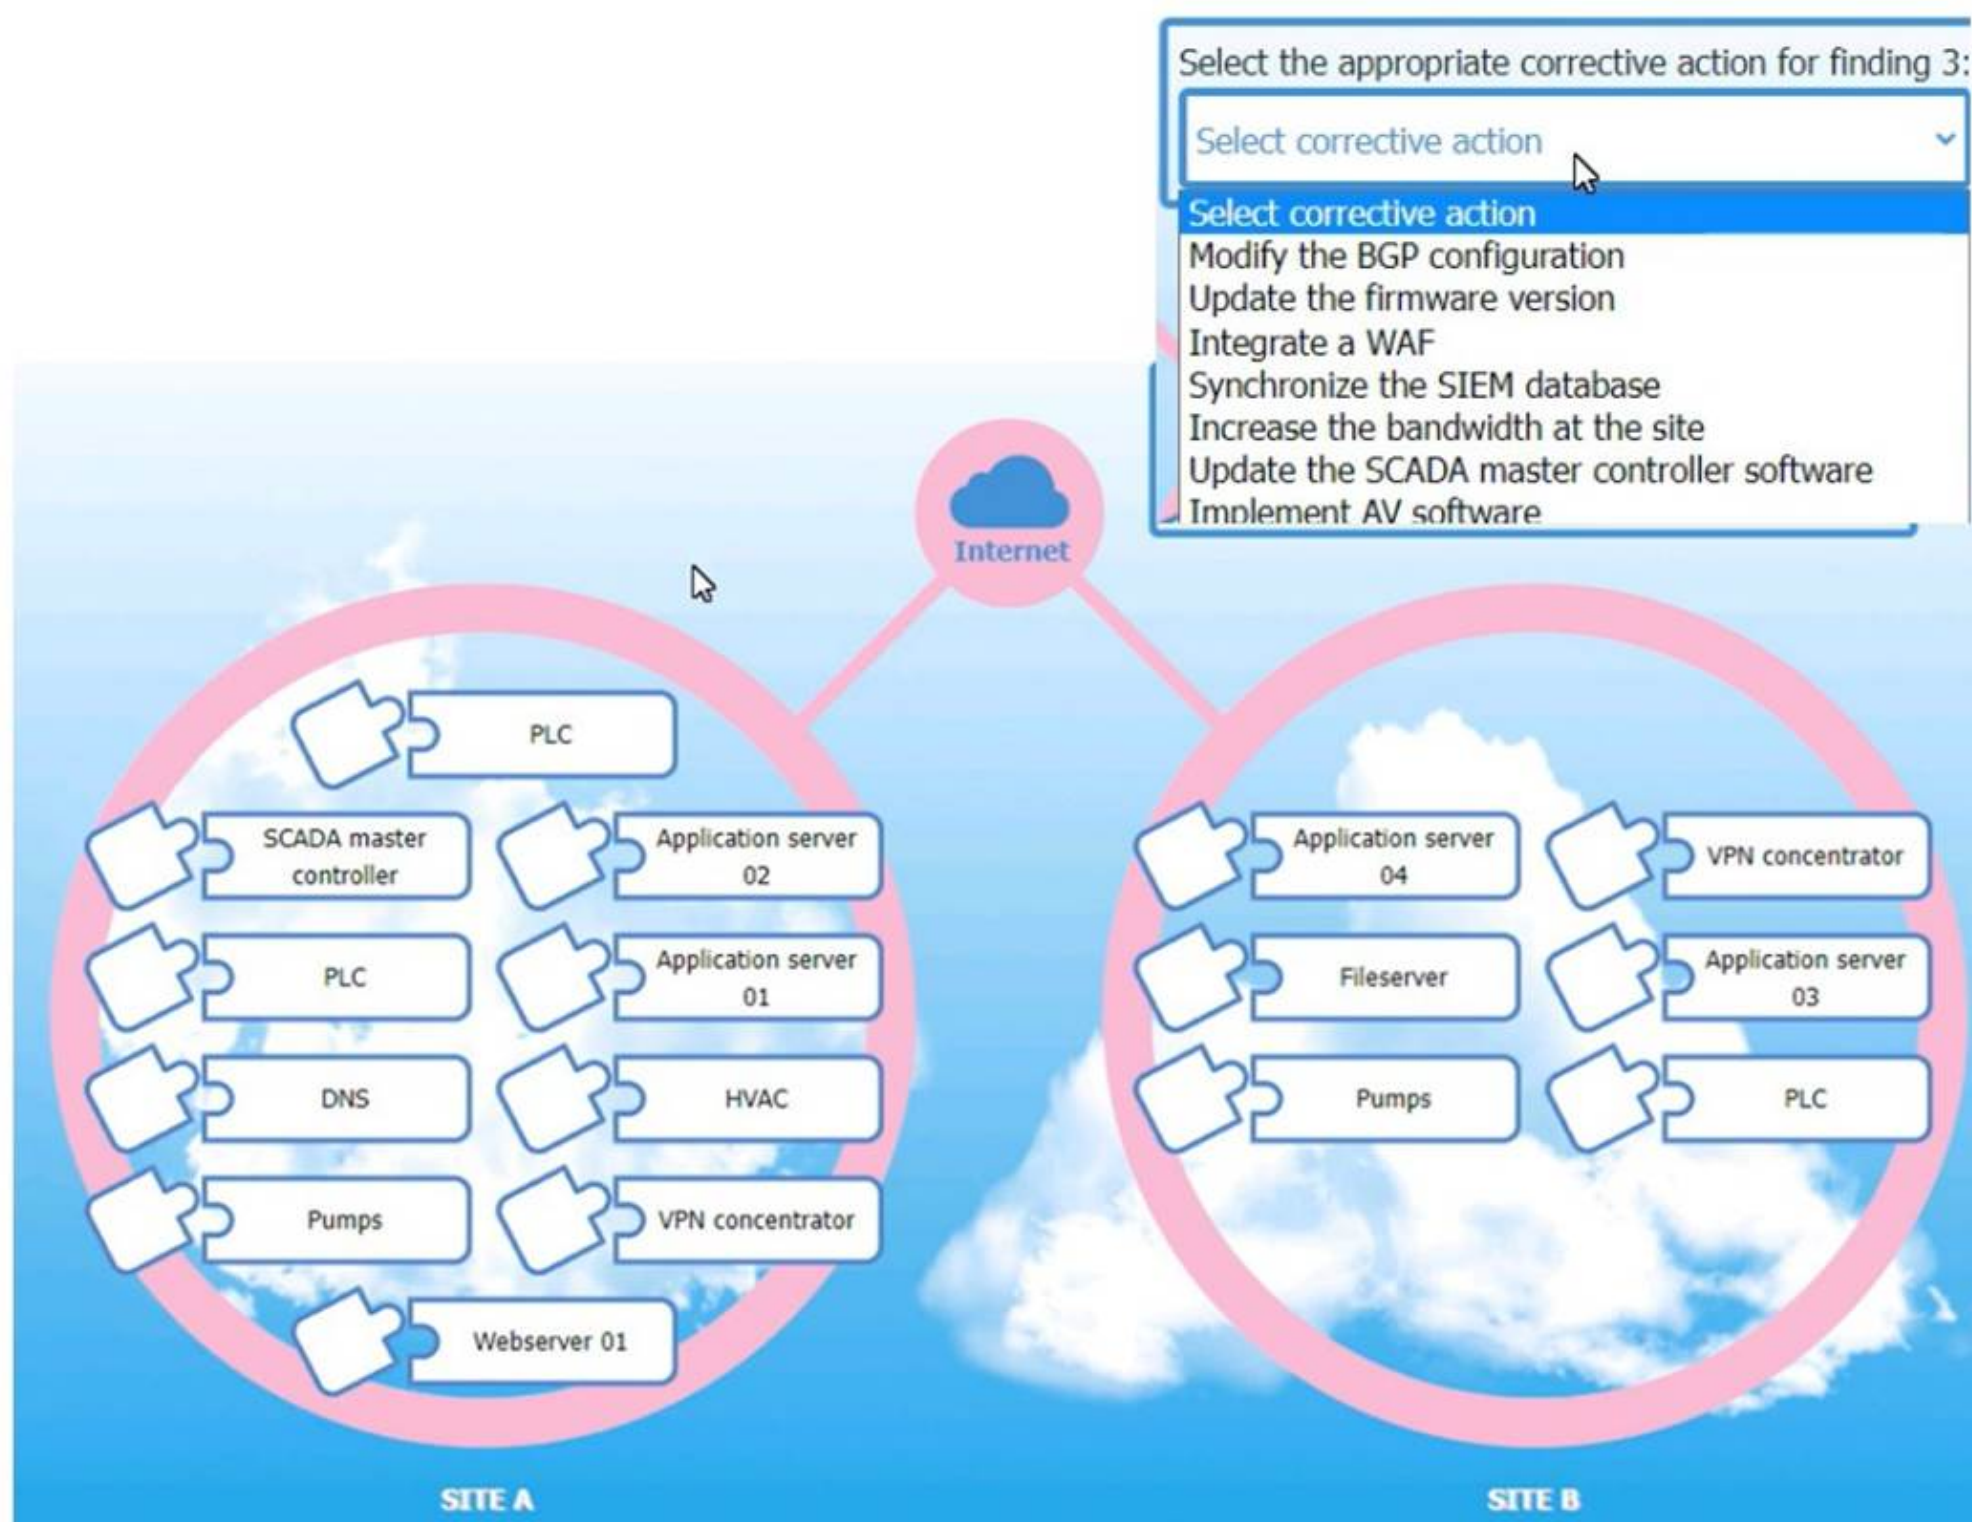 Select the appropriate corrective action for finding 3:
Select corrective action
Select corrective action
Modify the BGP configuration
Update the firmware version
Integrate a WAF
Synchronize the SIEM database
Increase the bandwidth at the site
Update the SCADA master controller software
Implement AV software
Internet
PLC
SCADA master
controller
Application server
02
PLC
Application server
01
DNS
HVAC
Pumps
VPN concentrator
Webserver 01
SITE A
Application server
04
VPN concentrator
Fileserver
Application server
03
Pumps
PLC
SITE B